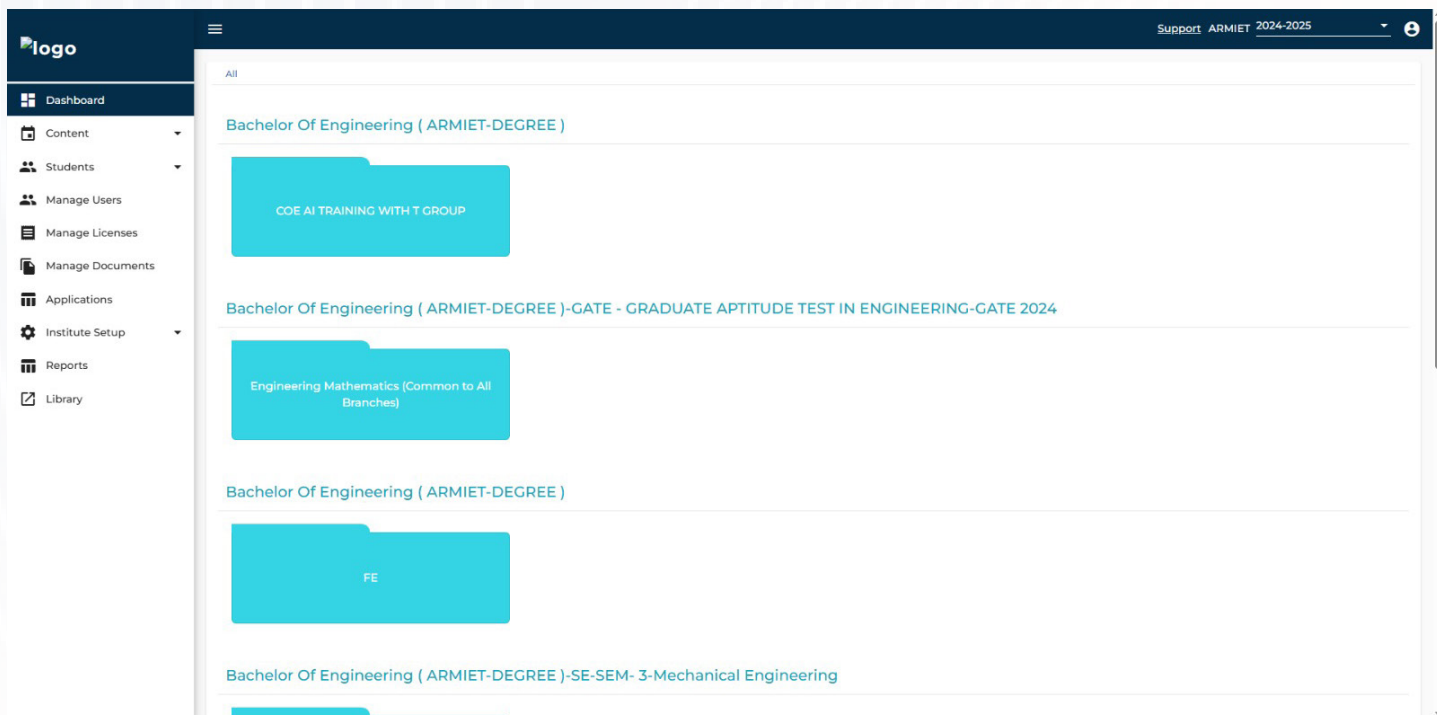 logo
Support ARMIET 2024-2025
All
Dashboard
Content
Students
Manage Users
Manage Licenses
Manage Documents
Applications
Institute Setup
Reports
Library
Bachelor Of Engineering ( ARMIET-DEGREE )
COE AI TRAINING WITH T GROUP
Bachelor Of Engineering ( ARMIET-DEGREE )-GATE - GRADUATE APTITUDE TEST IN ENGINEERING-GATE 2024
Engineering Mathematics (Common to All
Branches)
Bachelor Of Engineering ( ARMIET-DEGREE )
FE
Bachelor Of Engineering ( ARMIET-DEGREE )-SE-SEM- 3-Mechanical Engineering